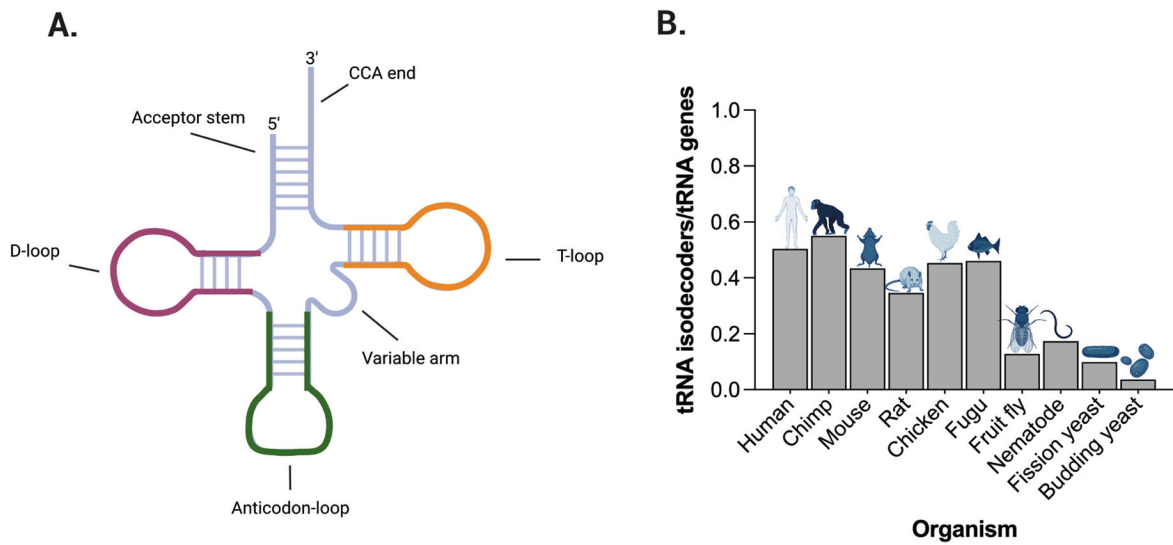 A.
3'
CCA end
Acceptor stem
5'
D-loop
T-loop
Variable arm
Anticodon-loop
B.
tRNA isodecoders/tRNA genes
1.0
0.8
0.6
0.4
0.2
0.0
Human
Chimp
Mouse
Rat
Chicken
Fugu
Fruit fly
Nematode
Fission yeast
Budding yeast
Organism